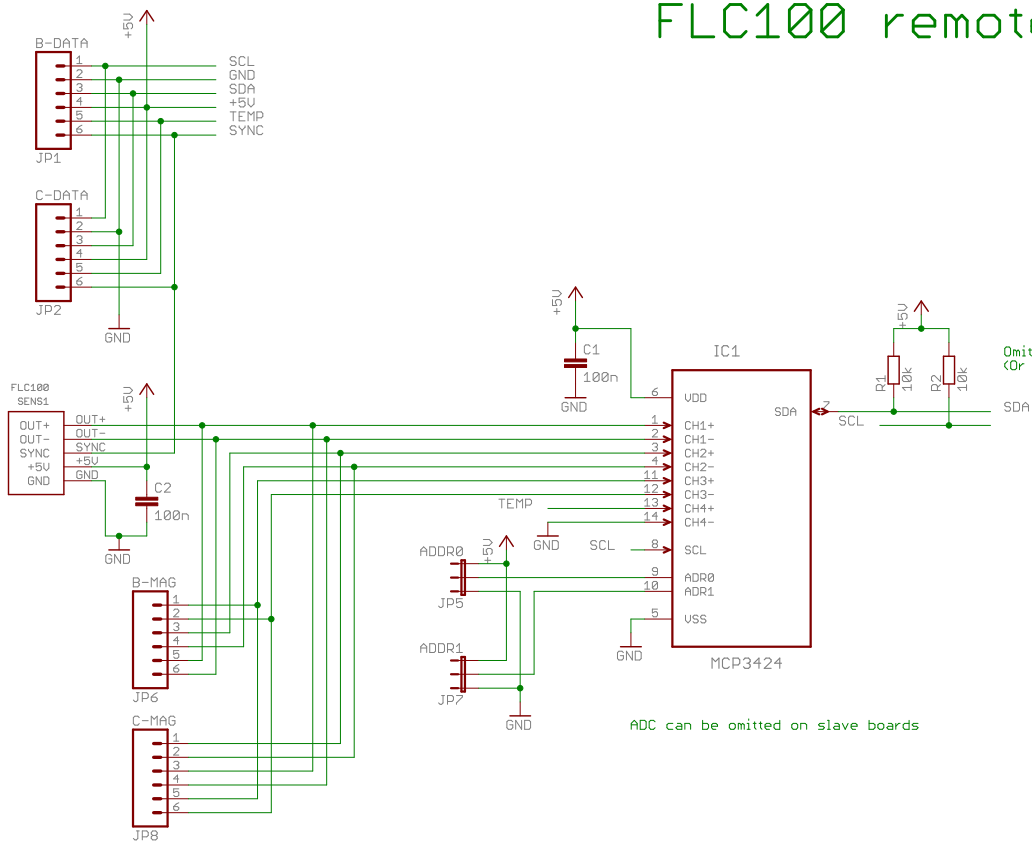 FLC100 remot
+5V
B-DATA
1
2
3
4
5
6
SCL
GND
SDA
+5V
TEMP
SYNC
JP1
C-DATA
1
2
3
4
5
6
JP2
GND
FLC100
SENS1
OUT+
OUT-
SYNC
+5V
GND
OUT+
OUT-
SYNC
+5V
GND
+5V
C2
100n
GND
B-MAG
1
2
3
4
5
6
JP6
C-MAG
1
2
3
4
5
6
JP8
+5V
C1
100n
GND
IC1
6 VDD
1 CH1+
2 CH1-
3 CH2+
4 CH2-
11 CH3+
12 CH3-
13 CH4+
14 CH4-
8 SCL
9 ADR0
10 ADR1
5 VSS
SDA 7
MCP3424
TEMP
GND
SCL
GND
ADDR0
+5V
JP5
ADDR1
JP7
GND
SCL
+5V
R1
10k
R2
10k
Omit
(Or
SDA
ADC can be omitted on slave boards